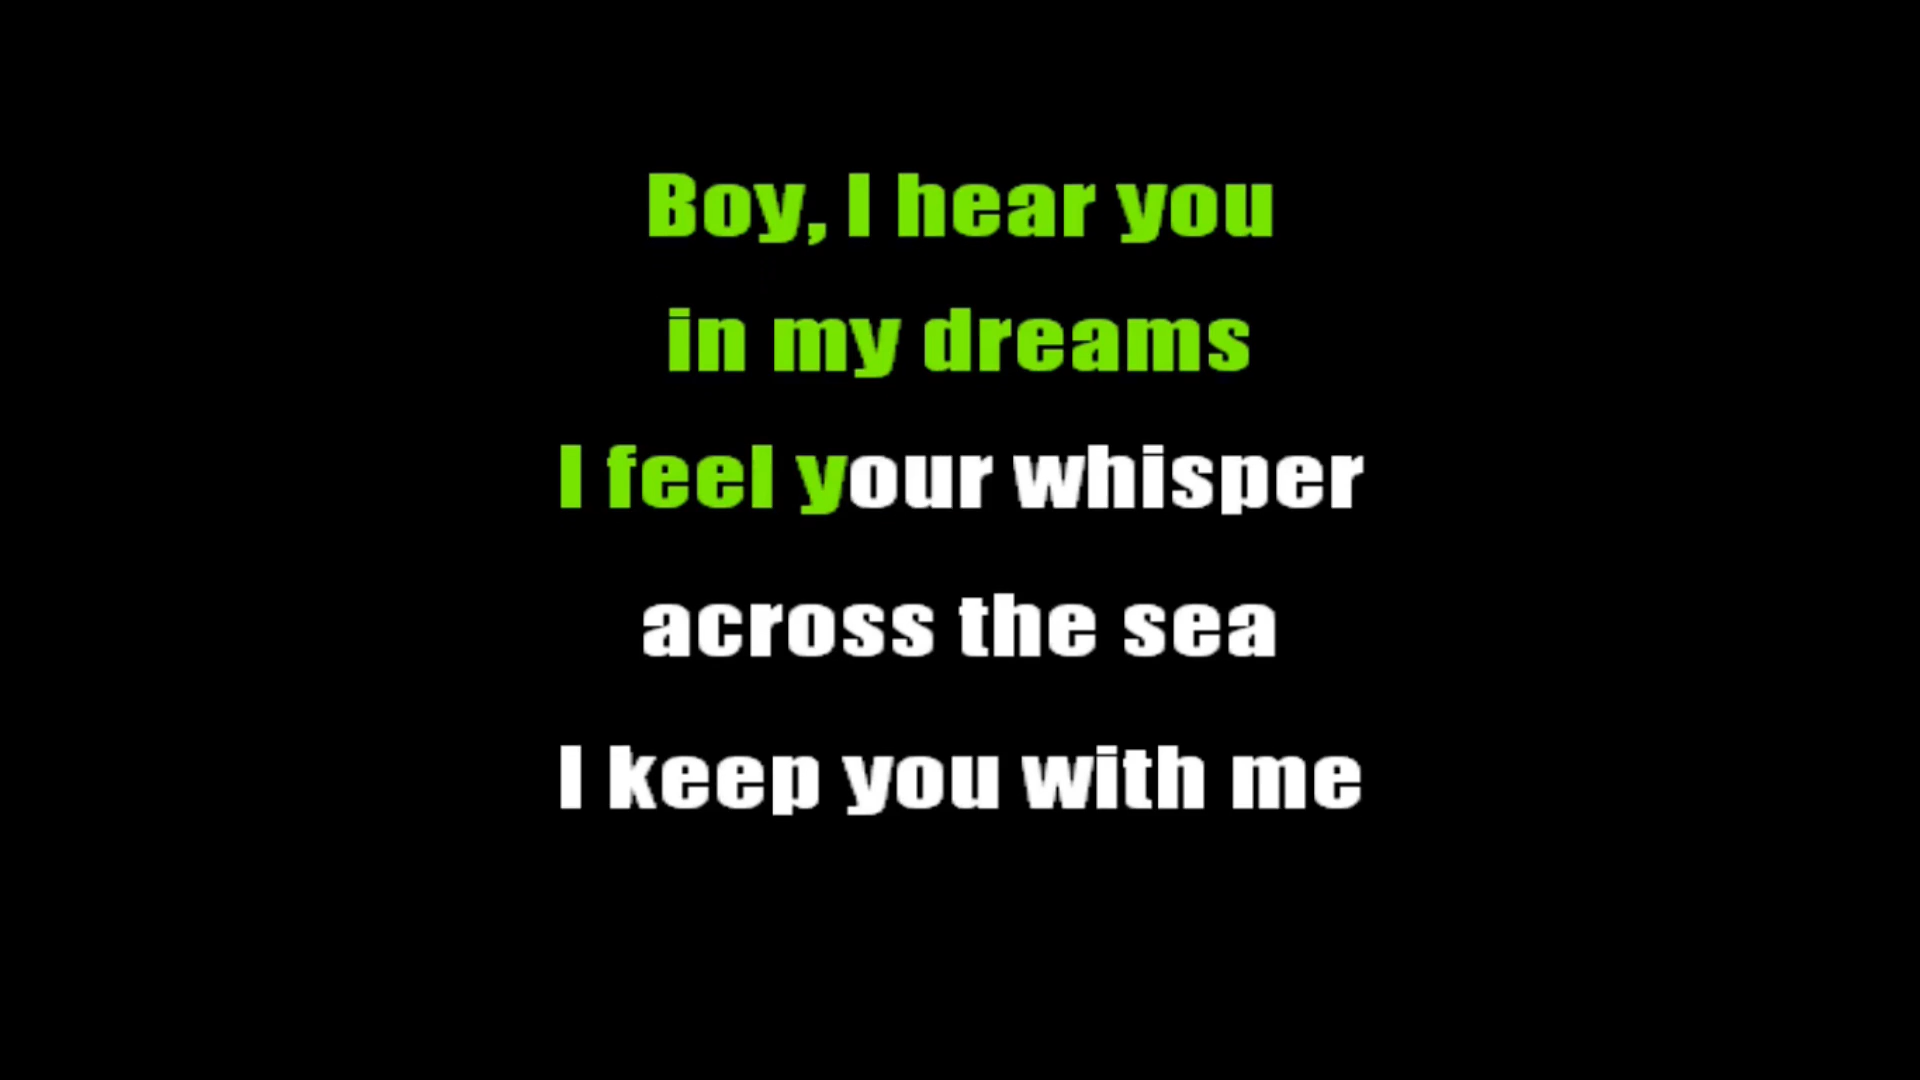 Boy, I hear you
in my dreams
I feel your whisper
across the sea
I keep you with me